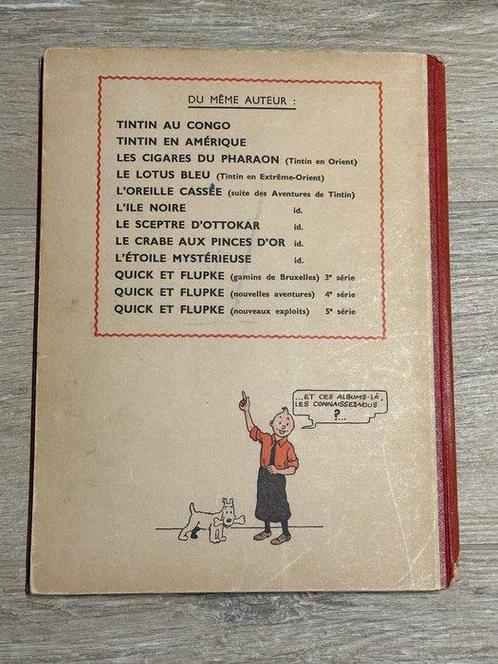 DU MÊME AUTEUR :
TINTIN AU CONGO
TINTIN EN AMÉRIQUE
LES CIGARES DU PHARAON (Tintin en Orient)
LE LOTUS BLEU (Tintin en Extrême-Orient)
L'OREILLE CASSÉE (suite des Aventures de Tintin)
L'ILE NOIRE id.
LE SCEPTRE D'OTTOKAR id.
LE CRABE AUX PINCES D'OR id.
L'ÉTOILE MYSTÉRIEUSE id.
QUICK ET FLUPKE (gamins de Bruxelles) 3e série
QUICK ET FLUPKE (nouvelles aventures) 4e série
QUICK ET FLUPKE (nouveaux exploits) 5e série
...ET CES ALBUMS-LÀ,
LES CONNAISSEZ-VOUS
?...